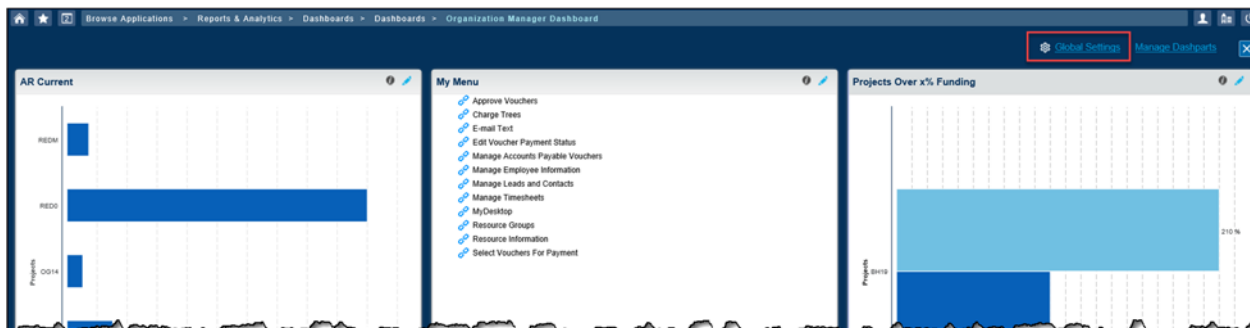 Browse Applications > Reports & Analytics > Dashboards > Dashboards > Organization Manager Dashboard
Global Settings Manage Dashparts
AR Current
REDM
RED0
OG14
Projects
My Menu
Approve Vouchers
Charge Trees
E-mail Text
Edit Voucher Payment Status
Manage Accounts Payable Vouchers
Manage Employee Information
Manage Leads and Contacts
Manage Timesheets
MyDesktop
Resource Groups
Resource Information
Select Vouchers For Payment
Projects Over x% Funding
210 %
Projects